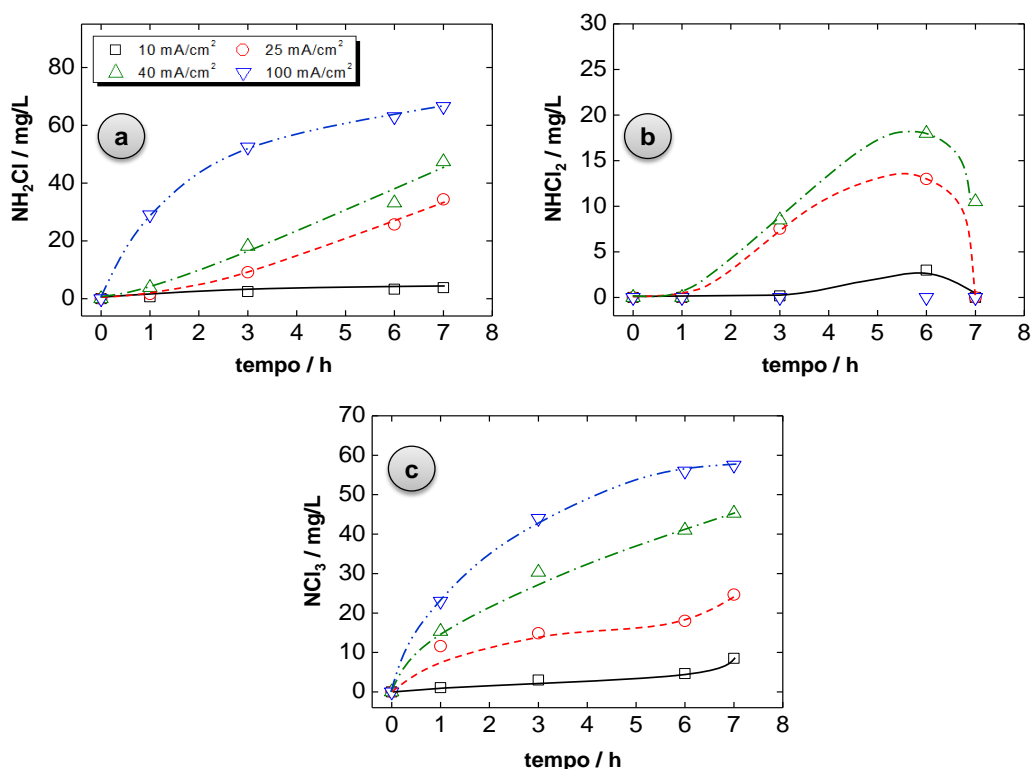 10 mA/cm² 25 mA/cm²
40 mA/cm² 100 mA/cm²
a
NH₂Cl / mg/L
80
60
40
20
0
0 1 2 3 4 5 6 7 8
tempo / h
b
NHCl₂ / mg/L
30
25
20
15
10
5
0
0 1 2 3 4 5 6 7 8
tempo / h
c
NCl₃ / mg/L
70
60
50
40
30
20
10
0
0 1 2 3 4 5 6 7 8
tempo / h